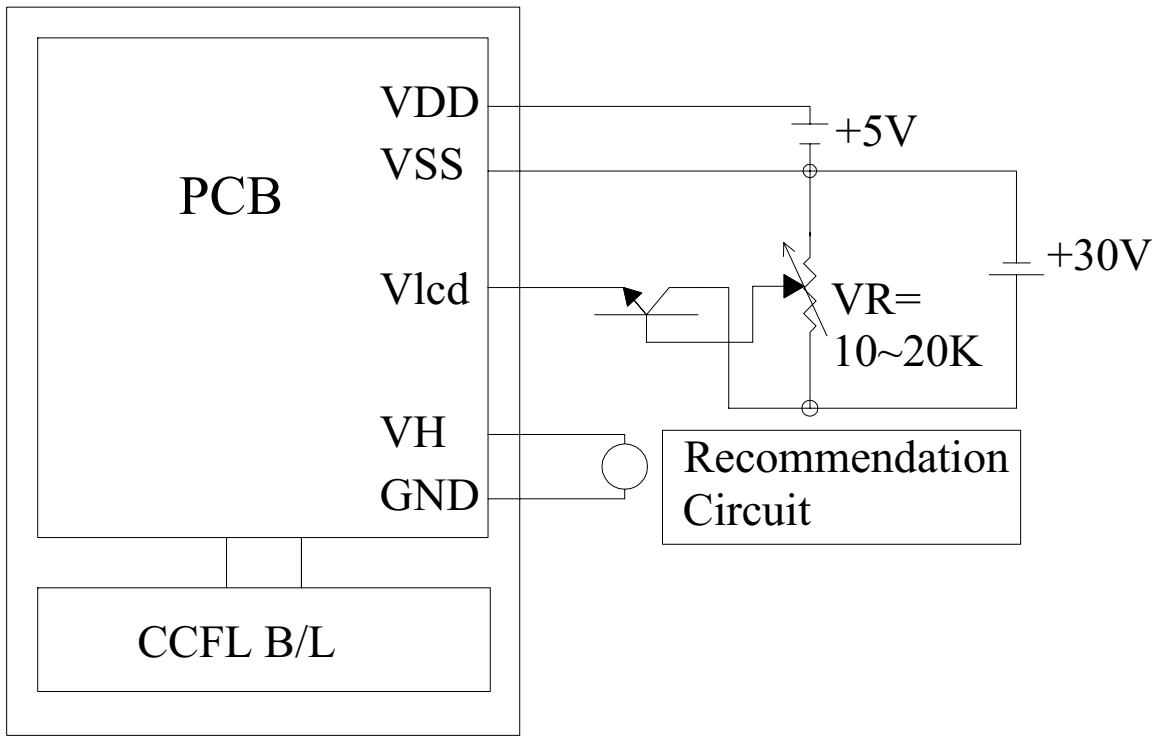 VDD
+5V
VSS
PCB
+30V
Vlcd
VR=
10~20K
VH
GND
Recommendation
Circuit
CCFL B/L